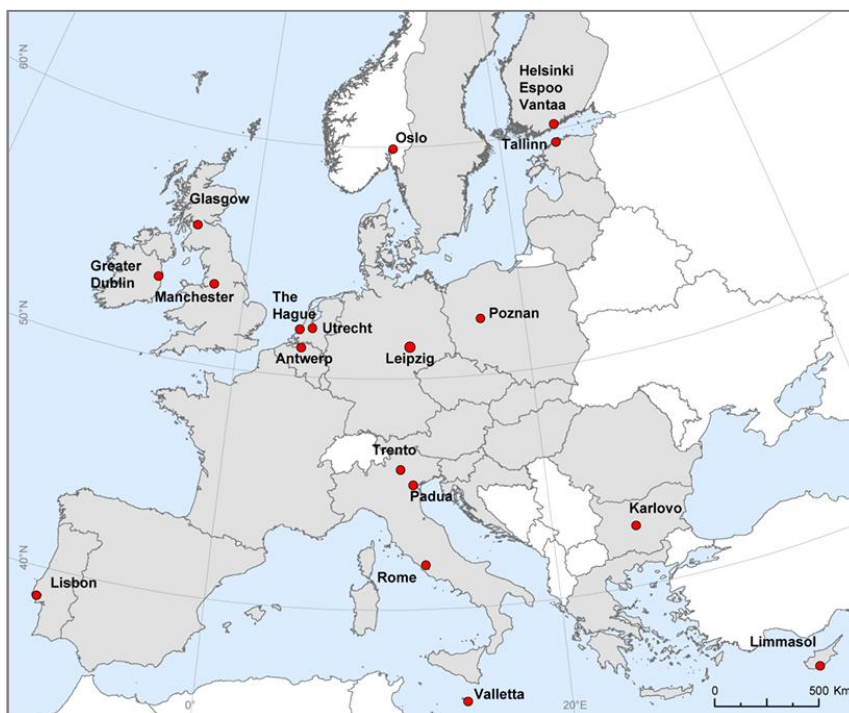 60°N
Helsinki
Espoo
Vantaa
Oslo
Tallinn
Glasgow
Greater
Dublin
Manchester
50°N
The
Hague
Utrecht
Antwerp
Poznan
Leipzig
Trento
Padua
Karlovo
40°N
Lisbon
Rome
Limmasol
Valletta
0°
20°E
0 500 Km